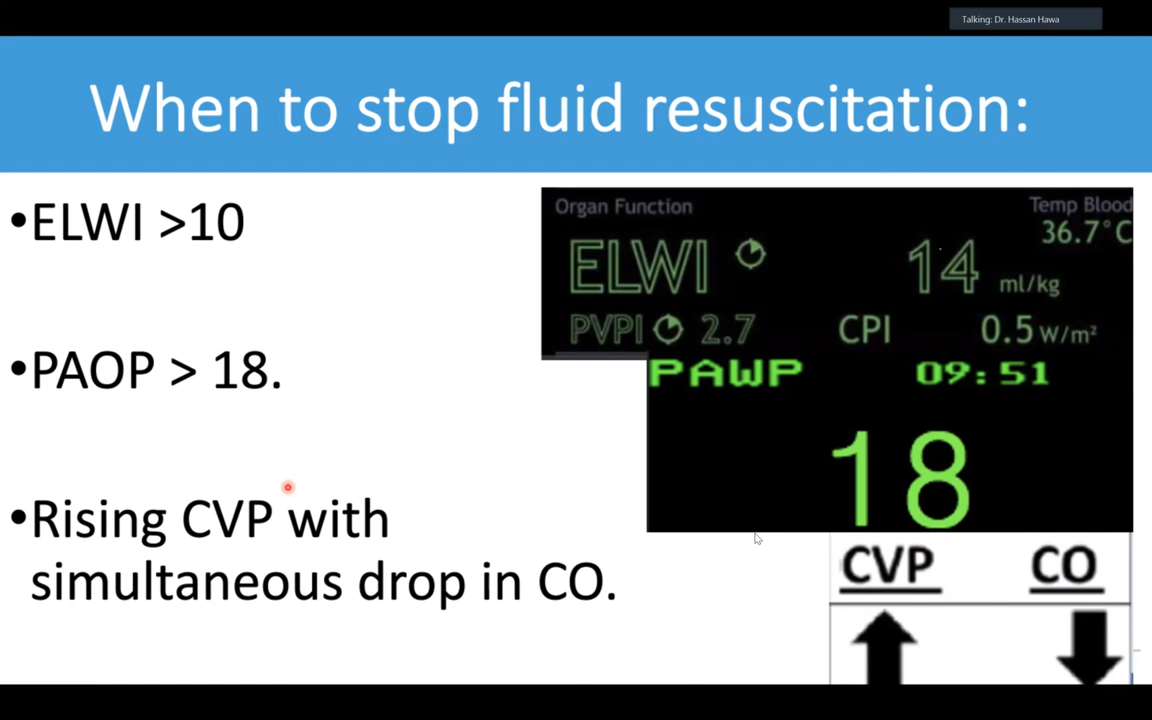 Talking: Dr. Hassan Hawa
When to stop fluid resuscitation:
•ELWI >10
•PAOP > 18.
•Rising CVP with
simultaneous drop in CO.
Organ Function
Temp Blood
36.7°C
ELWI 14 ml/kg
PVPI 2.7 CPI 0.5 W/m²
PAWP 09:51
18
CVP CO